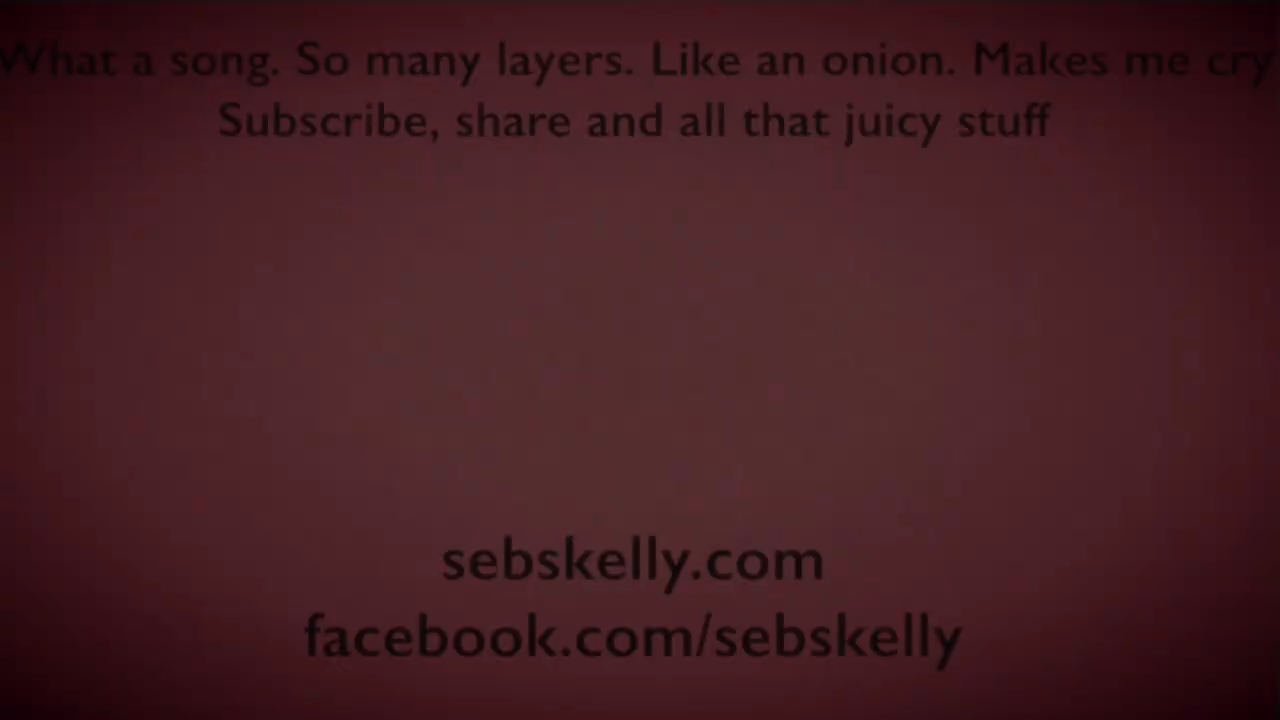 What a song. So many layers. Like an onion. Makes me cry.
Subscribe, share and all that juicy stuff
sebskelly.com
facebook.com/sebskelly